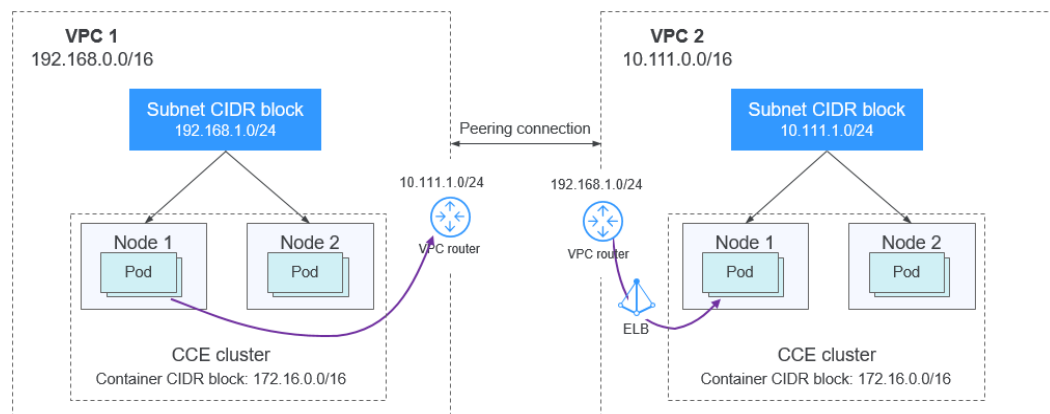 VPC 1
192.168.0.0/16
Subnet CIDR block
192.168.1.0/24
Node 1
Pod
Node 2
Pod
CCE cluster
Container CIDR block: 172.16.0.0/16
10.111.1.0/24
VPC router
Peering connection
VPC 2
10.111.0.0/16
Subnet CIDR block
10.111.1.0/24
192.168.1.0/24
VPC router
ELB
Node 1
Pod
Node 2
Pod
CCE cluster
Container CIDR block: 172.16.0.0/16